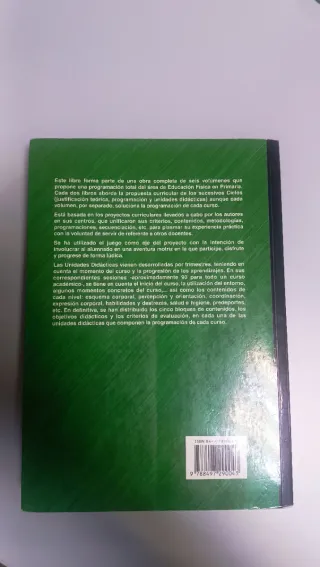 Este libro forma parte de una obra completa de seis volúmenes que
propone una programación total del área de Educación Física en Primaria.
Cada dos libros aborda la propuesta curricular de los sucesivos Ciclos
(justificación teórica, programación y unidades didácticas) aunque cada
volumen, por separado, soluciona la programación de cada curso.
Está basada en los proyectos curriculares llevados a cabo por los autores
en sus centros, que unificaron sus criterios, contenidos, metodologías,
programaciones, secuenciación, etc. para plasmar su experiencia práctica
con la voluntad de servir de referente a otros docentes.
Se ha utilizado el juego como eje del proyecto con la intención de
involucrar al alumnado en una aventura motriz en la que participe, disfrute
y progrese de forma lúdica.
Las Unidades Didácticas vienen desarrolladas por trimestres, teniendo en
cuenta el momento del curso y la progresión de los aprendizajes. En sus
correspondientes sesiones -aproximadamente 90 para todo un curso
académico-, se tiene en cuenta el inicio del curso, la utilización del entorno,
algunos momentos concretos del curso,... así como los contenidos de
cada nivel: esquema corporal, percepción y orientación, coordinación,
expresión corporal, habilidades y destrezas, salud e higiene, predeportes,
etc. En definitiva, se han distribuido los cinco bloques de contenidos, los
objetivos didácticos y los criterios de evaluación, en cada una de las
unidades didácticas que componen la programación de cada curso.
ISBN